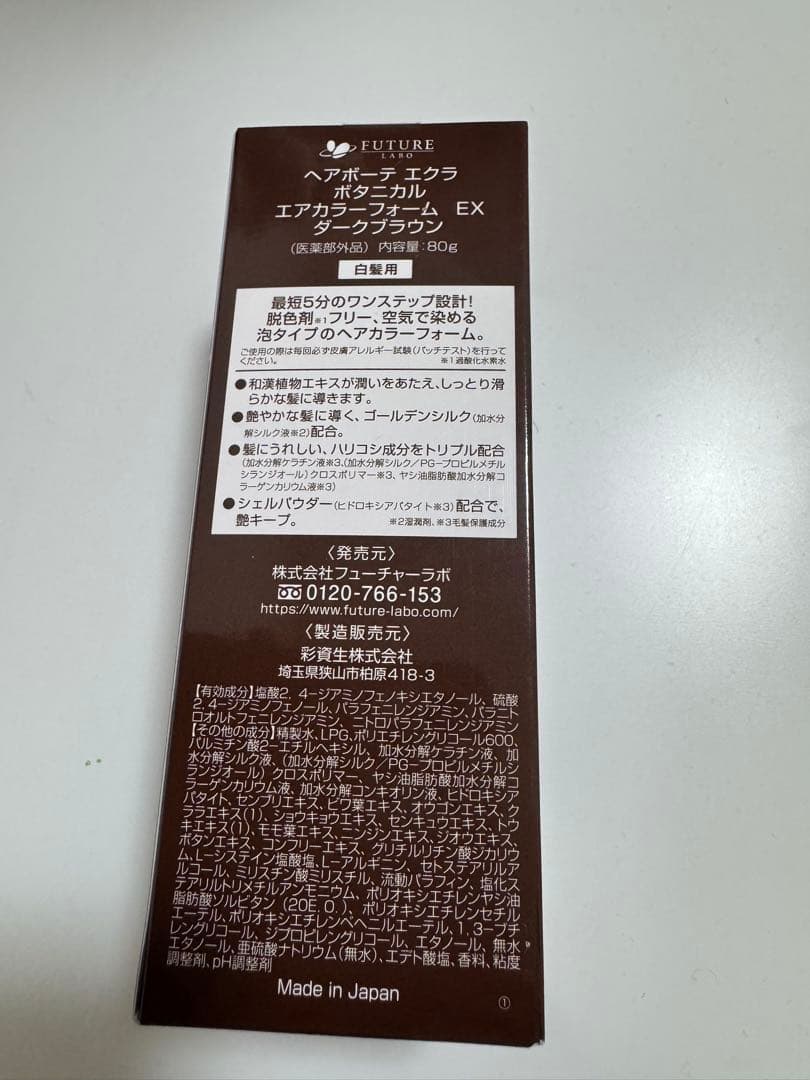 FUTURE
LABO
ヘアボーテ エクラ
ボタニカル
エアカラーフォーム EX
ダークブラウン
(医薬部外品) 内容量:80g
白髪用
最短5分のワンステップ設計!
脱色剤※1フリー、空気で染める
泡タイプのヘアカラーフォーム。
ご使用の際は毎回必ず皮膚アレルギー試験(パッチテスト)を行って
ください。 ※1過酸化水素水
●和漢植物エキスが潤いをあたえ、しっとり滑
らかな髪に導きます。
●艶やかな髪に導く、ゴールデンシルク(加水分
解シルク液※2)配合。
●髪にうれしい、ハリコシ成分をトリプル配合
(加水分解ケラチン液※3、(加水分解シルク/PG-プロピルメチル
シランジオール)クロスポリマー※3、ヤシ油脂肪酸加水分解コ
ラーゲンカリウム液※3)
●シェルパウダー(ヒドロキシアパタイト※3)配合で、
艶キープ。 ※2湿潤剤、※3毛髪保護成分
〈発売元〉
株式会社フューチャーラボ
0120-766-153
https://www.future-labo.com/
〈製造販売元〉
彩資生株式会社
埼玉県狭山市柏原418-3
【有効成分】塩酸2, 4-ジアミノフェノキシエタノール、硫酸
2, 4-ジアミノフェノール、パラフェニレンジアミン、パラニト
ロオルトフェニレンジアミン、ニトロパラフェニレンジアミン
【その他の成分】精製水、LPG、ポリエチレングリコール600、
パルミチン酸2-エチルヘキシル、加水分解ケラチン液、加
水分解シルク液、(加水分解シルク/PG-プロピルメチルシ
ランジオール) クロスポリマー、ヤシ油脂肪酸加水分解コ
ラーゲンカリウム液、加水分解コンキオリン液、ヒドロキシア
パタイト、センブリエキス、ビワ葉エキス、オウゴンエキス、ク
ララエキス(1)、ショウキョウエキス、センキュウエキス、トウ
キエキス(1)、モモ葉エキス、ニンジンエキス、ジオウエキス、
ボタンエキス、コンフリーエキス、グリチルリチン酸ジカリウ
ム、L-システイン塩酸塩、L-アルギニン、セトステアリルア
ルコール、ミリスチン酸ミリスチル、流動パラフィン、塩化ス
テアリルトリメチルアンモニウム、ポリオキシエチレンヤシ油
脂肪酸ソルビタン (20E.O.)、ポリオキシエチレンセチル
エーテル、ポリオキシエチレンベヘニルエーテル、1, 3-ブチ
レングリコール、ジプロピレングリコール、エタノール、無水
エタノール、亜硫酸ナトリウム(無水)、エデト酸塩、香料、粘度
調整剤、pH調整剤
Made in Japan
①